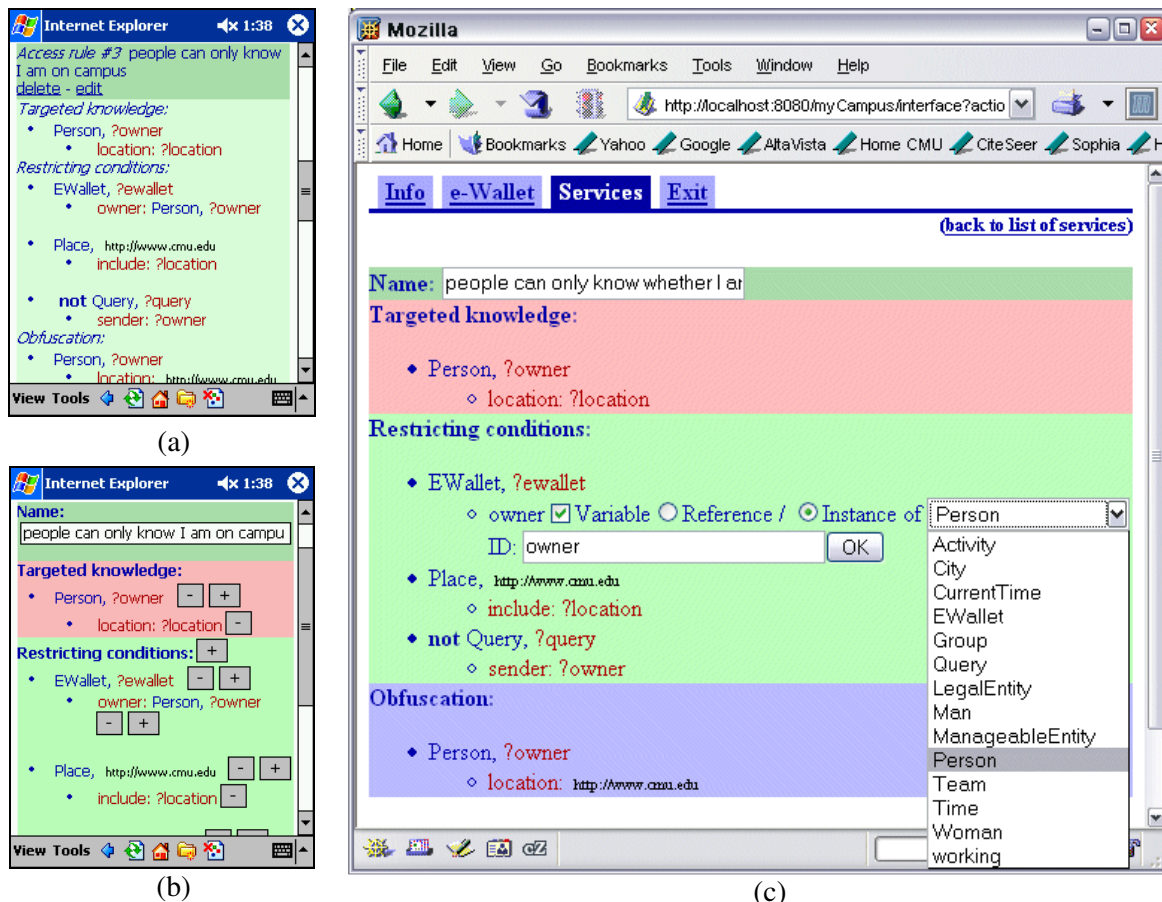 Internet Explorer 1:38
Access rule #3 people can only know
I am on campus
delete - edit
Targeted knowledge:
Person, ?owner
location: ?location
Restricting conditions:
EWallet, ?ewallet
owner: Person, ?owner
Place, http://www.cmu.edu
include: ?location
not Query, ?query
sender: ?owner
Obfuscation:
Person, ?owner
location: http://www.cmu.edu
View Tools
(a)
Internet Explorer 1:38
Name:
people can only know I am on campu
Targeted knowledge:
Person, ?owner - +
location: ?location -
Restricting conditions: +
EWallet, ?ewallet - +
owner: Person, ?owner
- +
Place, http://www.cmu.edu - +
include: ?location -
View Tools
(b)
Mozilla
File Edit View Go Bookmarks Tools Window Help
http://localhost:8080/myCampus/interface?actio
Home Bookmarks Yahoo Google AltaVista Home CMU CiteSeer Sophia H
Info e-Wallet Services Exit
(back to list of services)
Name: people can only know whether I ar
Targeted knowledge:
Person, ?owner
location: ?location
Restricting conditions:
EWallet, ?ewallet
owner Variable Reference / Instance of Person
ID: owner OK
Place, http://www.cmu.edu
include: ?location
not Query, ?query
sender: ?owner
Obfuscation:
Person, ?owner
location: http://www.cmu.edu
Activity
City
CurrentTime
EWallet
Group
Query
LegalEntity
Man
ManageableEntity
Person
Team
Time
Woman
working
(c)